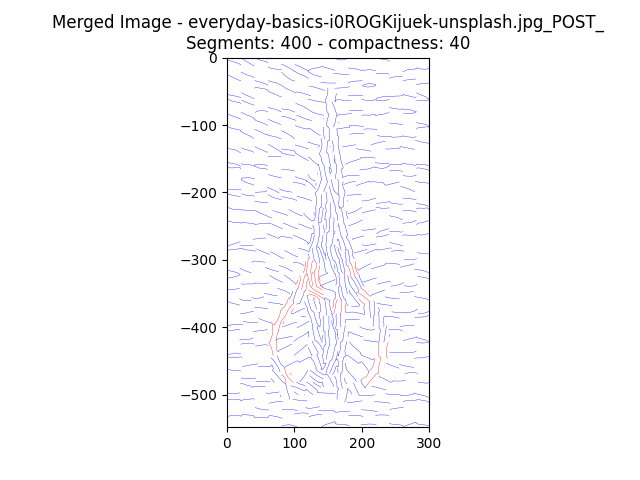 Merged Image - everyday-basics-i0ROGKijuek-unsplash.jpg_POST_
Segments: 400 - compactness: 40
0
−100
−200
−300
−400
−500
0 100 200 300